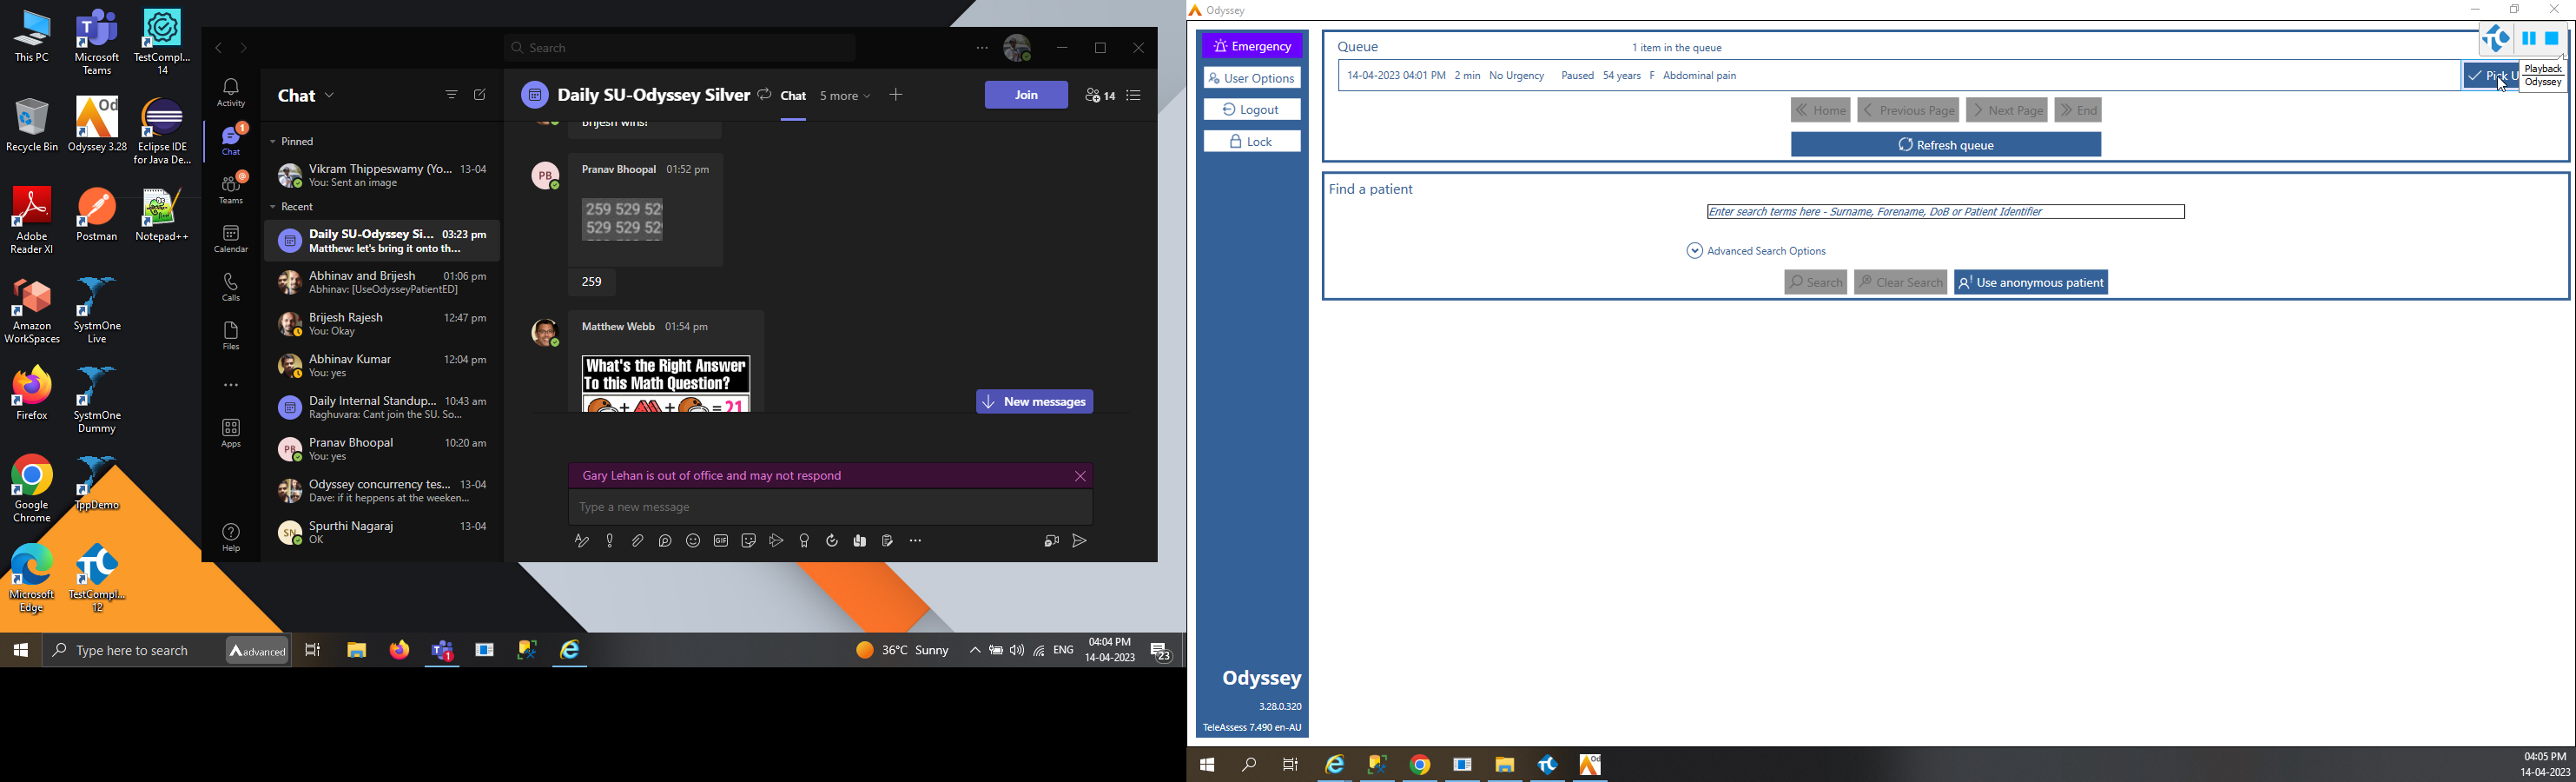 This PC
Microsoft
Teams
TestCompl...
14
Recycle Bin
Odyssey 3.28
Eclipse IDE
for Java De...
Adobe
Reader XI
Postman
Notepad++
Amazon
WorkSpaces
SystmOne
Live
Firefox
SystmOne
Dummy
Google
Chrome
TppDemo
Microsoft
Edge
TestCompl...
12
Search
Activity
Chat
1
Teams
Calendar
Calls
Files
Apps
Help
Chat
Pinned
Vikram Thippeswamy (Yo... 13-04
You: Sent an image
Recent
Daily SU-Odyssey Si... 03:23 pm
Matthew: let's bring it onto th...
Abhinav and Brijesh 01:06 pm
Abhinav: [UseOdysseyPatientED]
Brijesh Rajesh 12:47 pm
You: Okay
Abhinav Kumar 12:04 pm
You: yes
Daily Internal Standup... 10:43 am
Raghuvara: Cant join the SU. So...
PB
Pranav Bhoopal 10:20 am
You: yes
Odyssey concurrency tes... 13-04
Dave: if it heppens at the weeken...
SN
Spurthi Nagaraj 13-04
OK
Daily SU-Odyssey Silver Chat 5 more Join 14
Brijesh wins!
PB
Pranav Bhoopal 01:52 pm
259 529 52
529 529 52
259
Matthew Webb 01:54 pm
What's the Right Answer
To this Math Question?
+ + = 21
New messages
Gary Lehan is out of office and may not respond
Type a new message
GIF
Type here to search
advanced
1
36°C Sunny
ENG
04:04 PM
14-04-2023
23
Odyssey
Emergency
User Options
Logout
Lock
Odyssey
3.28.0.320
TeleAssess 7.490 en-AU
Queue
1 item in the queue
14-04-2023 04:01 PM 2 min No Urgency Paused 54 years F Abdominal pain
Pick U
Playback
Odyssey
Home
Previous Page
Next Page
End
Refresh queue
Find a patient
Enter search terms here - Surname, Forename, DoB or Patient Identifier
Advanced Search Options
Search
Clear Search
Use anonymous patient
04:05 PM
14-04-2023